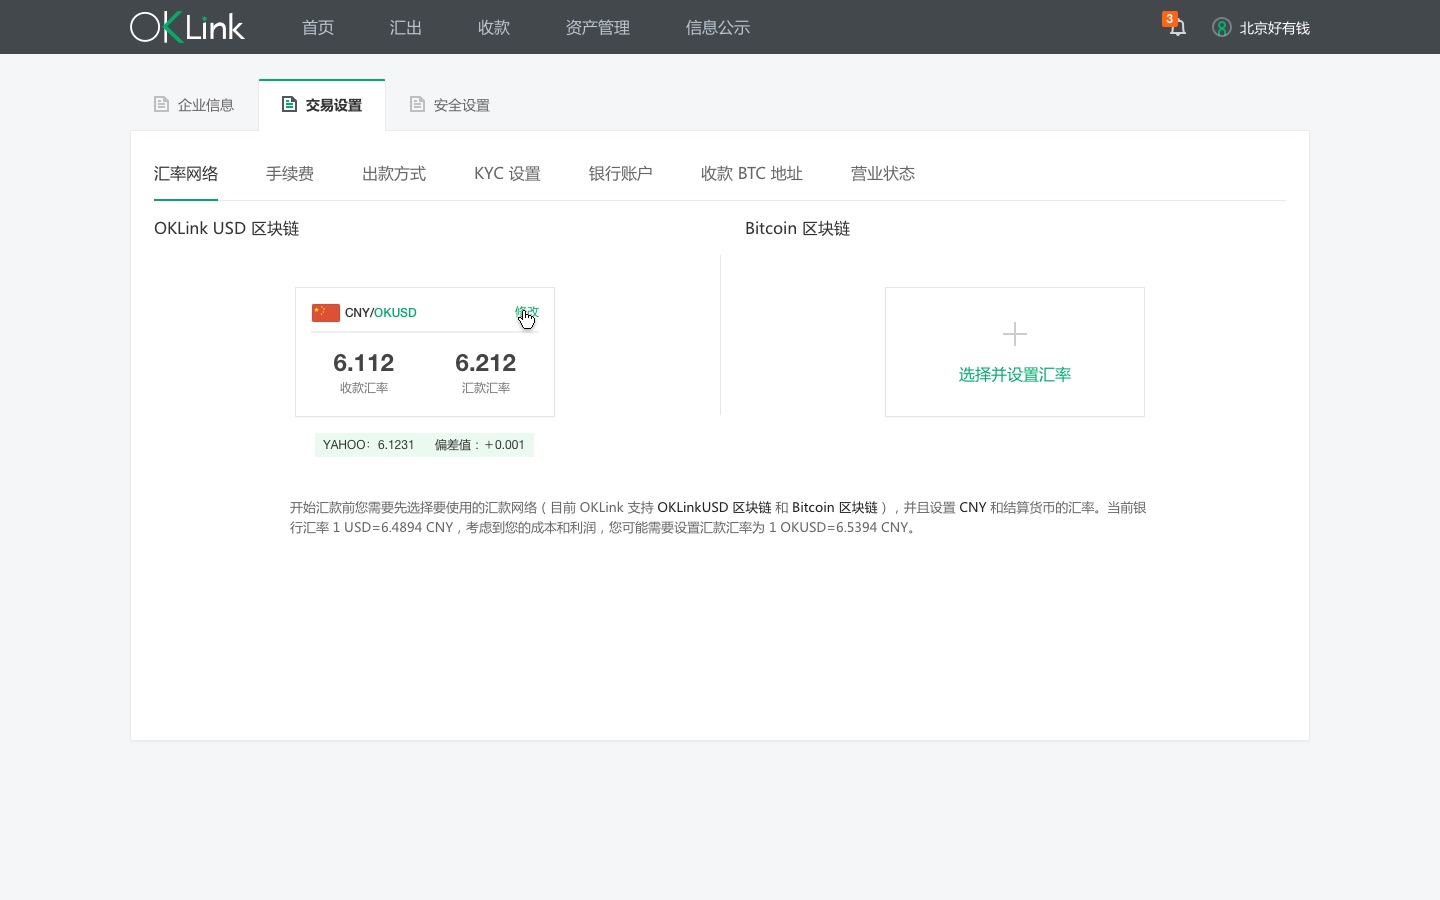 OKLink 首页 汇出 收款 资产管理 信息公示 3 北京好有钱
企业信息 交易设置 安全设置
汇率网络 手续费 出款方式 KYC 设置 银行账户 收款 BTC 地址 营业状态
OKLink USD 区块链 Bitcoin 区块链
CNY/OKUSD 修改
6.112 6.212
收款汇率 汇款汇率
选择并设置汇率
YAHOO: 6.1231 偏差值：+0.001
开始汇款前您需要先选择要使用的汇款网络（目前 OKLink 支持 OKLinkUSD 区块链 和 Bitcoin 区块链），并且设置 CNY 和结算货币的汇率。当前银
行汇率 1 USD=6.4894 CNY，考虑到您的成本和利润，您可能需要设置汇款汇率为 1 OKUSD=6.5394 CNY。